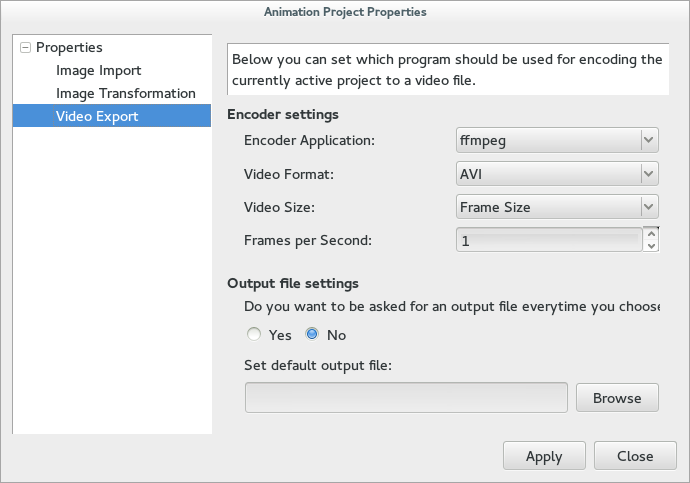 Animation Project Properties
Properties
Image Import
Image Transformation
Video Export
Below you can set which program should be used for encoding the
currently active project to a video file.
Encoder settings
Encoder Application:
ffmpeg
Video Format:
AVI
Video Size:
Frame Size
Frames per Second:
1
Output file settings
Do you want to be asked for an output file everytime you choose
Yes
No
Set default output file:
Browse
Apply
Close